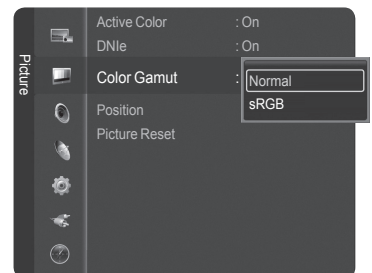 Picture
Active Color : On
DNIe : On
Color Gamut : Normal
sRGB
Position
Picture Reset